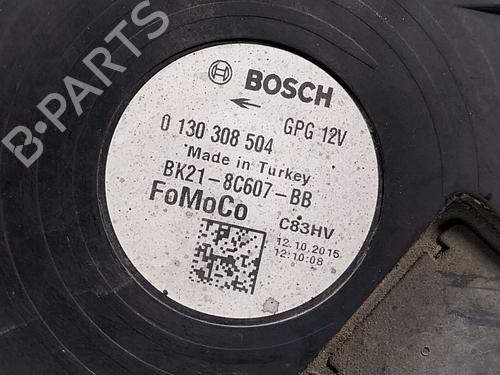 B-PARTS
BOSCH
GPG 12V
0 130 308 504
Made in Turkey
BK21-8C607-BB
FoMoCo
C83HV
12.10.2015
12:10:08